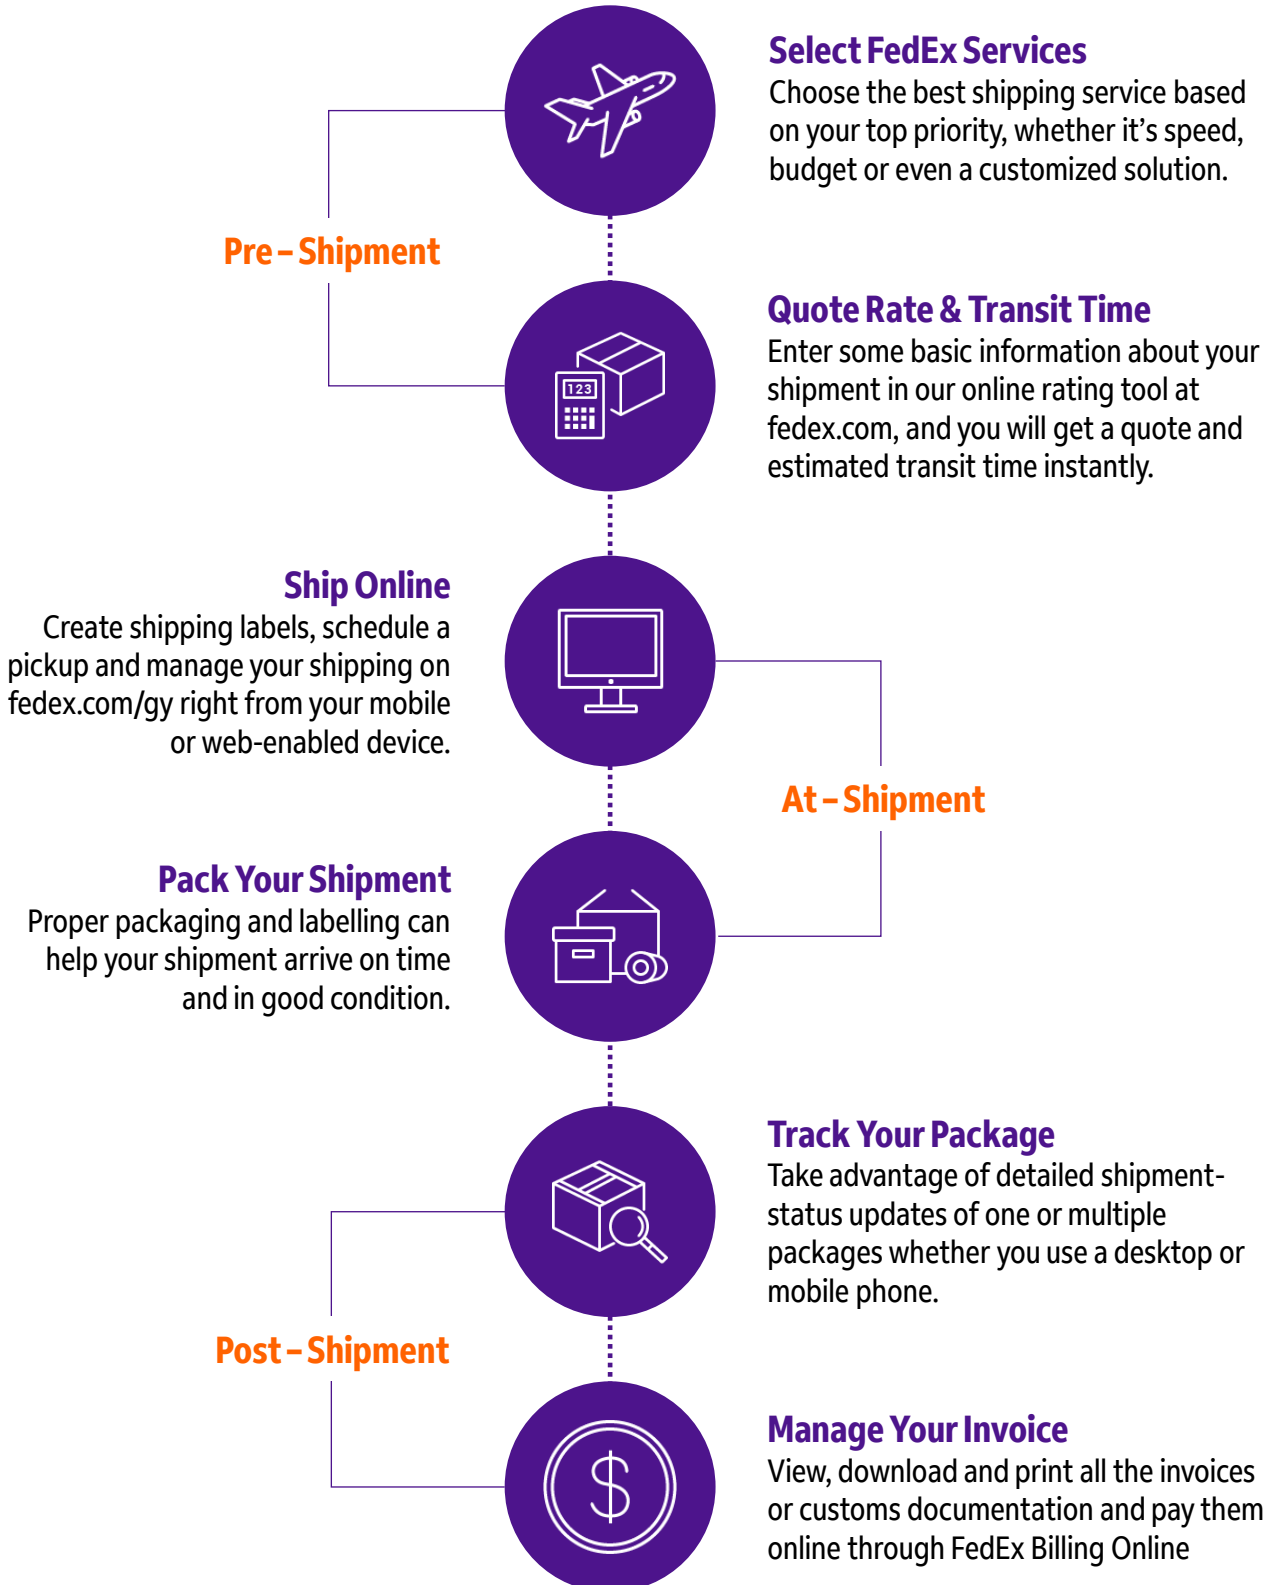 Select FedEx Services
Choose the best shipping service based
on your top priority, whether it’s speed,
budget or even a customized solution.
Pre – Shipment
Quote Rate & Transit Time
Enter some basic information about your
shipment in our online rating tool at
fedex.com, and you will get a quote and
estimated transit time instantly.
123
Ship Online
Create shipping labels, schedule a
pickup and manage your shipping on
fedex.com/gy right from your mobile
or web-enabled device.
At – Shipment
Pack Your Shipment
Proper packaging and labelling can
help your shipment arrive on time
and in good condition.
Track Your Package
Take advantage of detailed shipment-
status updates of one or multiple
packages whether you use a desktop or
mobile phone.
Post – Shipment
Manage Your Invoice
View, download and print all the invoices
or customs documentation and pay them
online through FedEx Billing Online
$